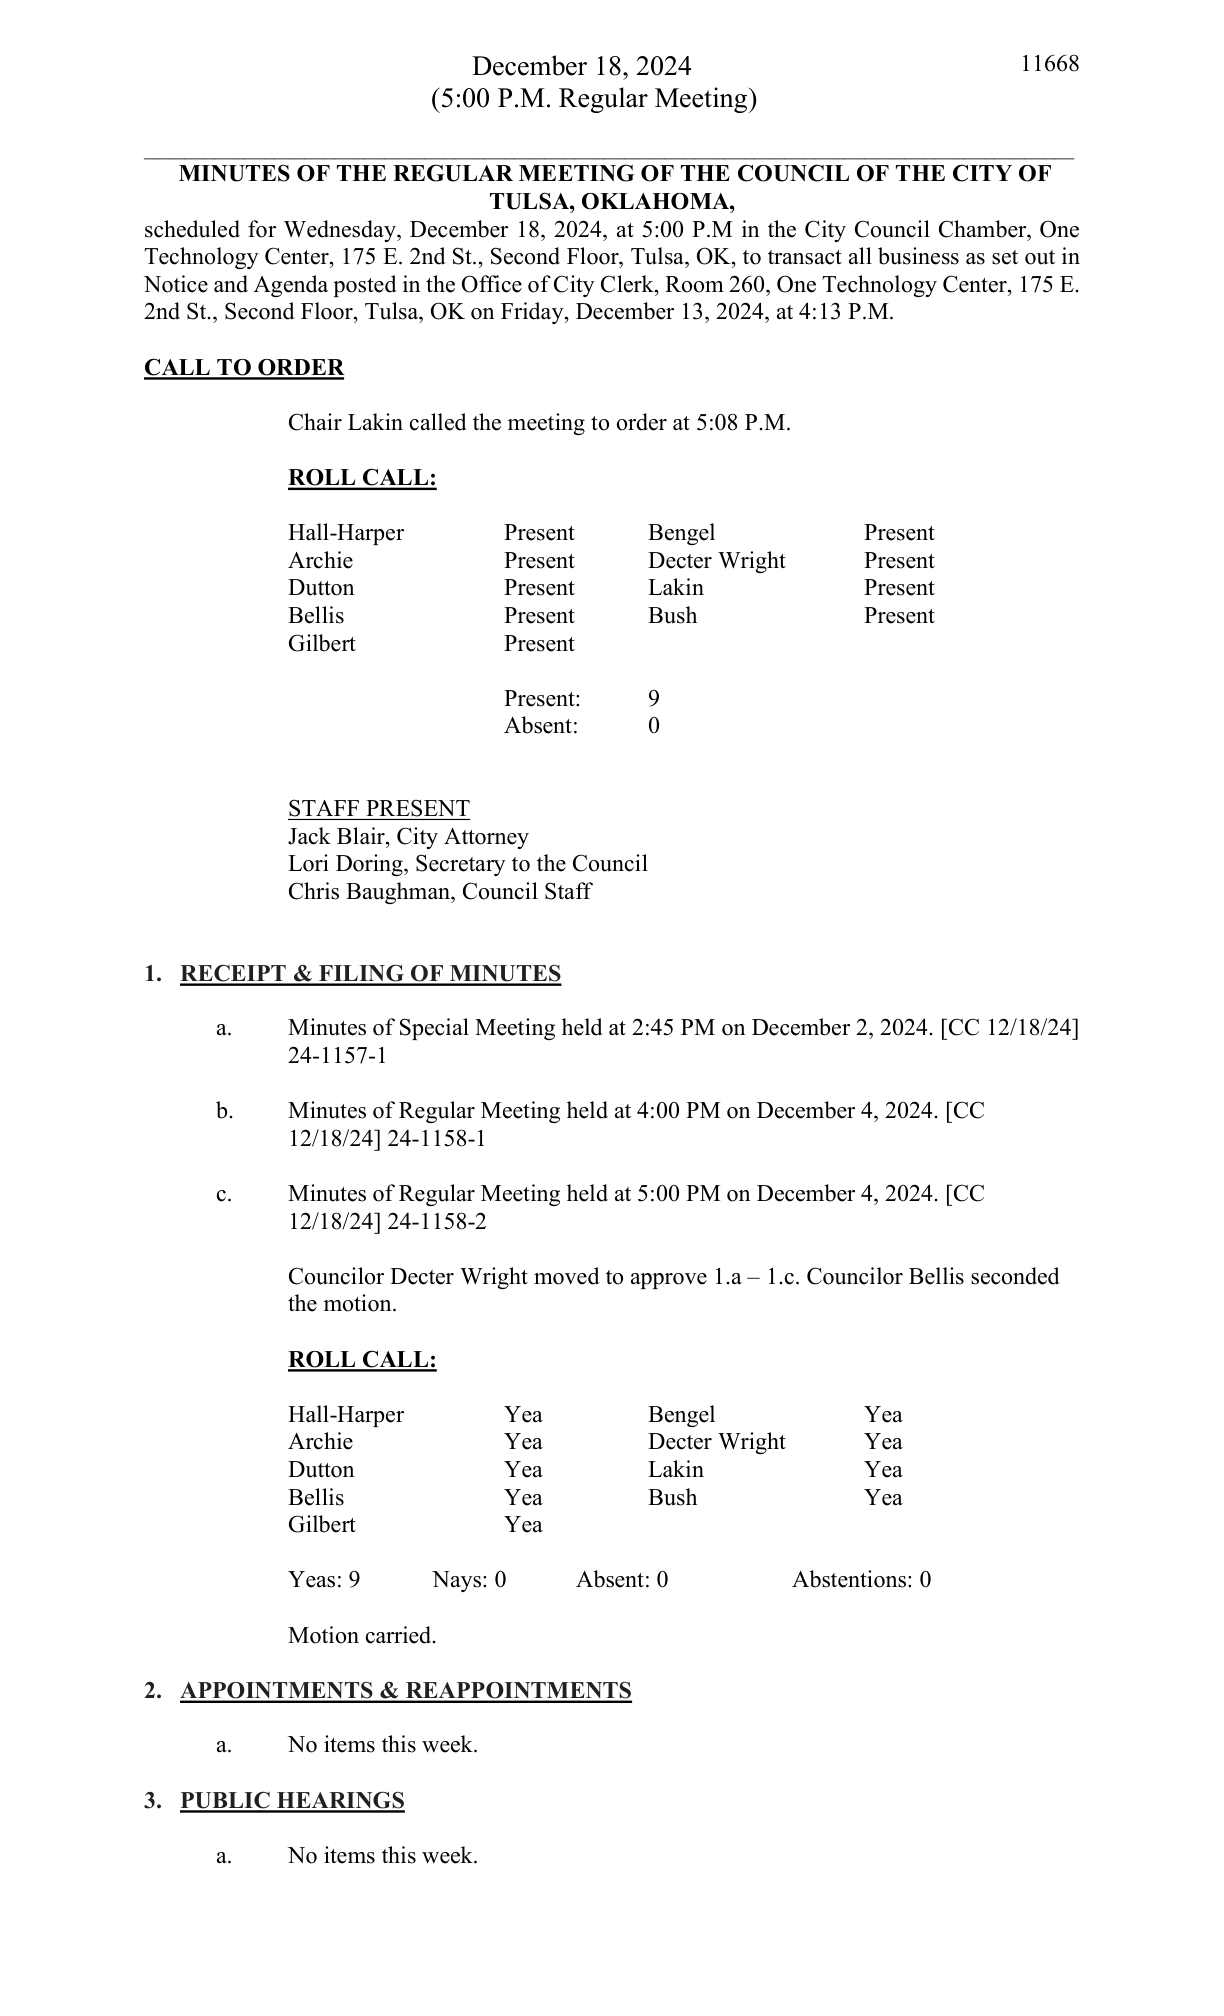 December 18, 2024 11668
(5:00 P.M. Regular Meeting)
MINUTES OF THE REGULAR MEETING OF THE COUNCIL OF THE CITY OF
TULSA, OKLAHOMA,
scheduled for Wednesday, December 18, 2024, at 5:00 P.M in the City Council Chamber, One
Technology Center, 175 E. 2nd St., Second Floor, Tulsa, OK, to transact all business as set out in
Notice and Agenda posted in the Office of City Clerk, Room 260, One Technology Center, 175 E.
2nd St., Second Floor, Tulsa, OK on Friday, December 13, 2024, at 4:13 P.M.
CALL TO ORDER
Chair Lakin called the meeting to order at 5:08 P.M.
ROLL CALL:
Hall-Harper Present Bengel Present
Archie Present Decter Wright Present
Dutton Present Lakin Present
Bellis Present Bush Present
Gilbert Present
Present: 9
Absent: 0
STAFF PRESENT
Jack Blair, City Attorney
Lori Doring, Secretary to the Council
Chris Baughman, Council Staff
1. RECEIPT & FILING OF MINUTES
a. Minutes of Special Meeting held at 2:45 PM on December 2, 2024. [CC 12/18/24]
24-1157-1
b. Minutes of Regular Meeting held at 4:00 PM on December 4, 2024. [CC
12/18/24] 24-1158-1
c. Minutes of Regular Meeting held at 5:00 PM on December 4, 2024. [CC
12/18/24] 24-1158-2
Councilor Decter Wright moved to approve 1.a – 1.c. Councilor Bellis seconded
the motion.
ROLL CALL:
Hall-Harper Yea Bengel Yea
Archie Yea Decter Wright Yea
Dutton Yea Lakin Yea
Bellis Yea Bush Yea
Gilbert Yea
Yeas: 9 Nays: 0 Absent: 0 Abstentions: 0
Motion carried.
2. APPOINTMENTS & REAPPOINTMENTS
a. No items this week.
3. PUBLIC HEARINGS
a. No items this week.